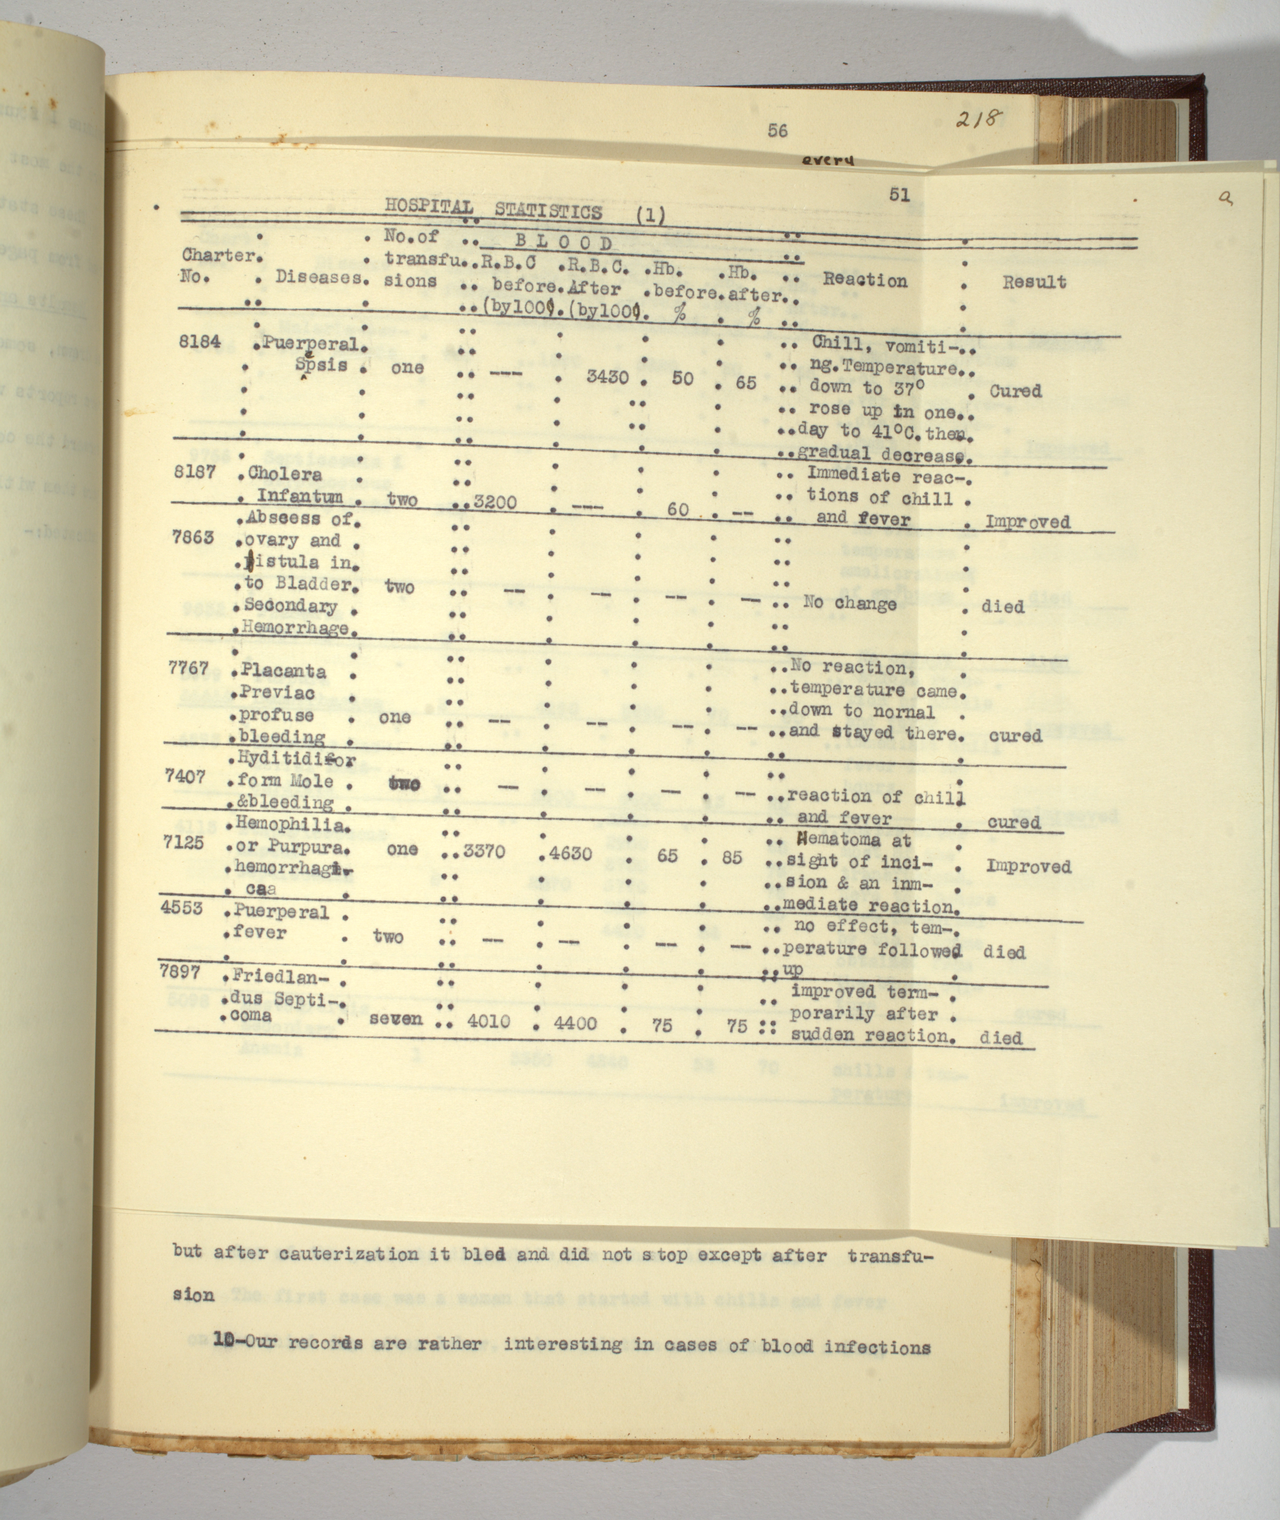 56
218
every
51
a
HOSPITAL STATISTICS (1)
Charter No. Diseases. No.of transfusions BLOOD R.B.C before (by1000) R.B.C. After (by1000) Hb. before % Hb. after % Reaction Result
8184 Puerperal Chill, vomiti-
Sepsis one --- 3430 50 65 ng.Temperature
down to 37° Cured
rose up in one
day to 41°C.then
gradual decrease.
8187 Cholera Immediate reac-
Infantum two 3200 --- 60 -- tions of chill
and fever Improved
Abscess of
7863 ovary and
fistula in
to Bladder two -- -- -- -- No change died
Secondary
Hemorrhage
7767 Placanta No reaction,
Previac temperature came
profuse one -- -- -- -- down to nornal
bleeding and stayed there. cured
Hyditidifor
7407 form Mole two -- -- -- -- reaction of chill
&bleeding and fever cured
Hemophilia Hematoma at
7125 or Purpura one 3370 4630 65 85 sight of inci- Improved
hemorrhagi- sion & an inm-
caa mediate reaction.
4553 Puerperal no effect, tem-
fever two -- -- -- -- perature followed died
up
7897 Friedlan- improved term-
dus Septi- porarily after
coma seven 4010 4400 75 75 sudden reaction. died
but after cauterization it bled and did not stop except after transfu-
sion
10-Our records are rather interesting in cases of blood infections